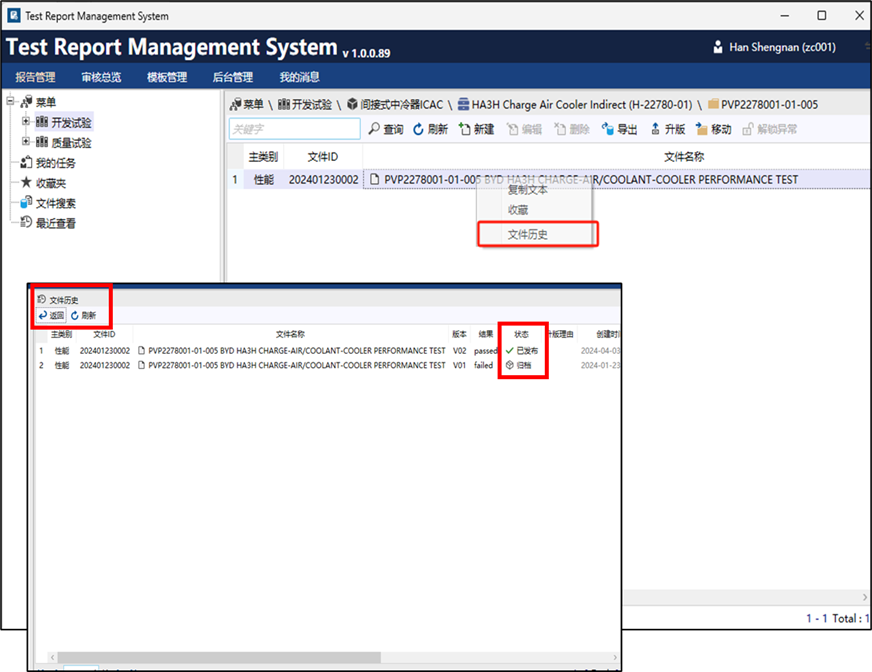 Test Report Management System
Test Report Management System v 1.0.0.89
Han Shengnan (zc001)
报告管理 审核总览 模板管理 后台管理 我的消息
菜单
开发试验
质量试验
我的任务
收藏夹
文件搜索
最近查看
菜单 \ 开发试验 \ 间接式中冷器ICAC \ HA3H Charge Air Cooler Indirect (H-22780-01) \ PVP2278001-01-005
关键字 查询 刷新 新建 编辑 删除 导出 升版 移动 解锁异常
主类别 文件ID 文件名称
1 性能 202401230002 PVP2278001-01-005 BYD HA3H CHARGE-AIR/COOLANT-COOLER PERFORMANCE TEST
复制文本
收藏
文件历史
文件历史
返回 刷新
主类别 文件ID 文件名称 版本 结果 状态 升版理由 创建时间
1 性能 202401230002 PVP2278001-01-005 BYD HA3H CHARGE-AIR/COOLANT-COOLER PERFORMANCE TEST V02 passed 已发布 2024-04-03
2 性能 202401230002 PVP2278001-01-005 BYD HA3H CHARGE-AIR/COOLANT-COOLER PERFORMANCE TEST V01 failed 归档 2024-01-23
1 - 1 Total : 1